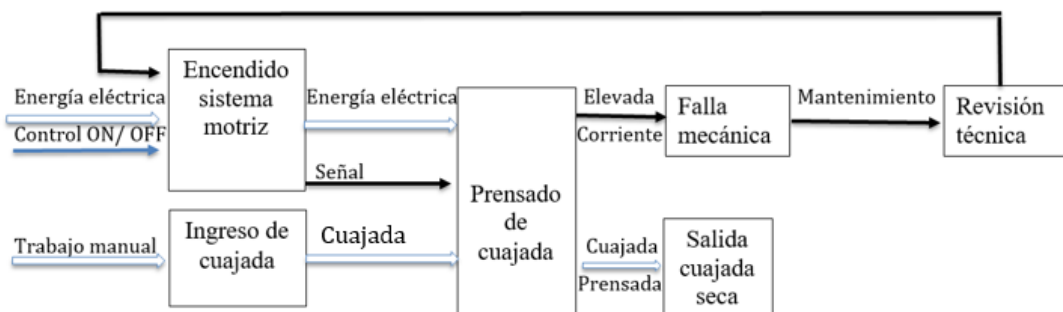 Energía eléctrica
Control ON/ OFF
Encendido
sistema
motriz
Energía eléctrica
Señal
Trabajo manual
Ingreso de
cuajada
Cuajada
Prensado
de
cuajada
Elevada
Corriente
Falla
mecánica
Mantenimiento
Revisión
técnica
Cuajada
Prensada
Salida
cuajada
seca